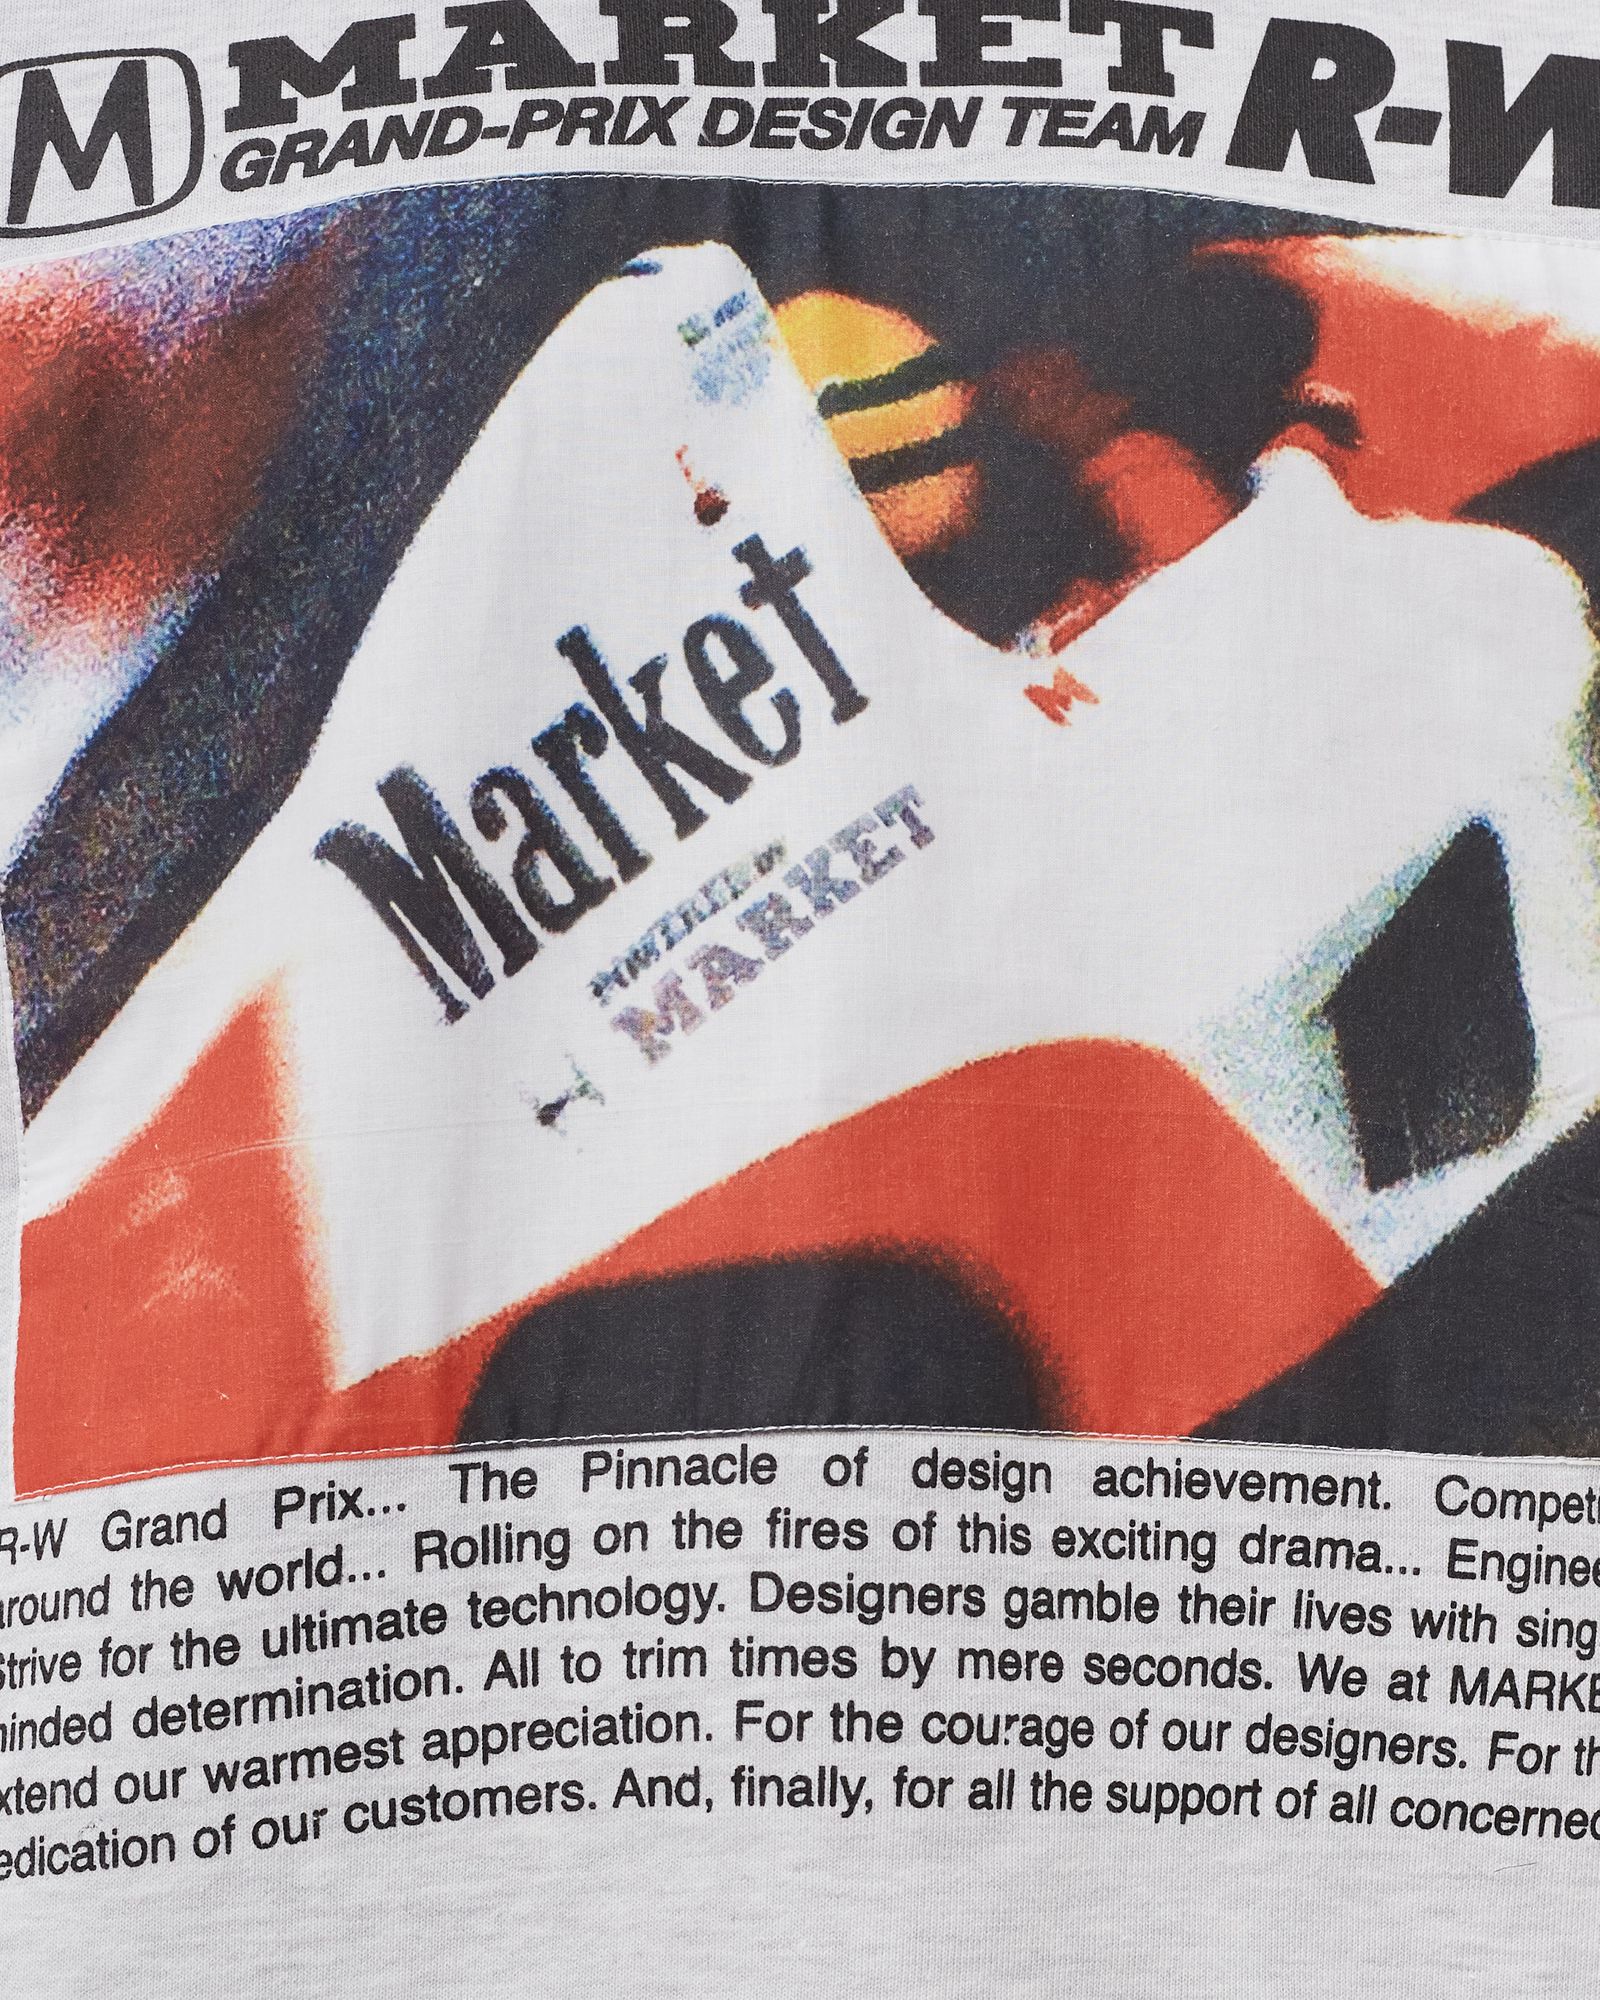 M MARKET R-W
GRAND-PRIX DESIGN TEAM
Market
M
POWERED BY
MARKET
R-W Grand Prix... The Pinnacle of design achievement. Compet
around the world... Rolling on the fires of this exciting drama... Enginee
Strive for the ultimate technology. Designers gamble their lives with sing
minded determination. All to trim times by mere seconds. We at MARKE
xtend our warmest appreciation. For the courage of our designers. For th
edication of our customers. And, finally, for all the support of all concerned